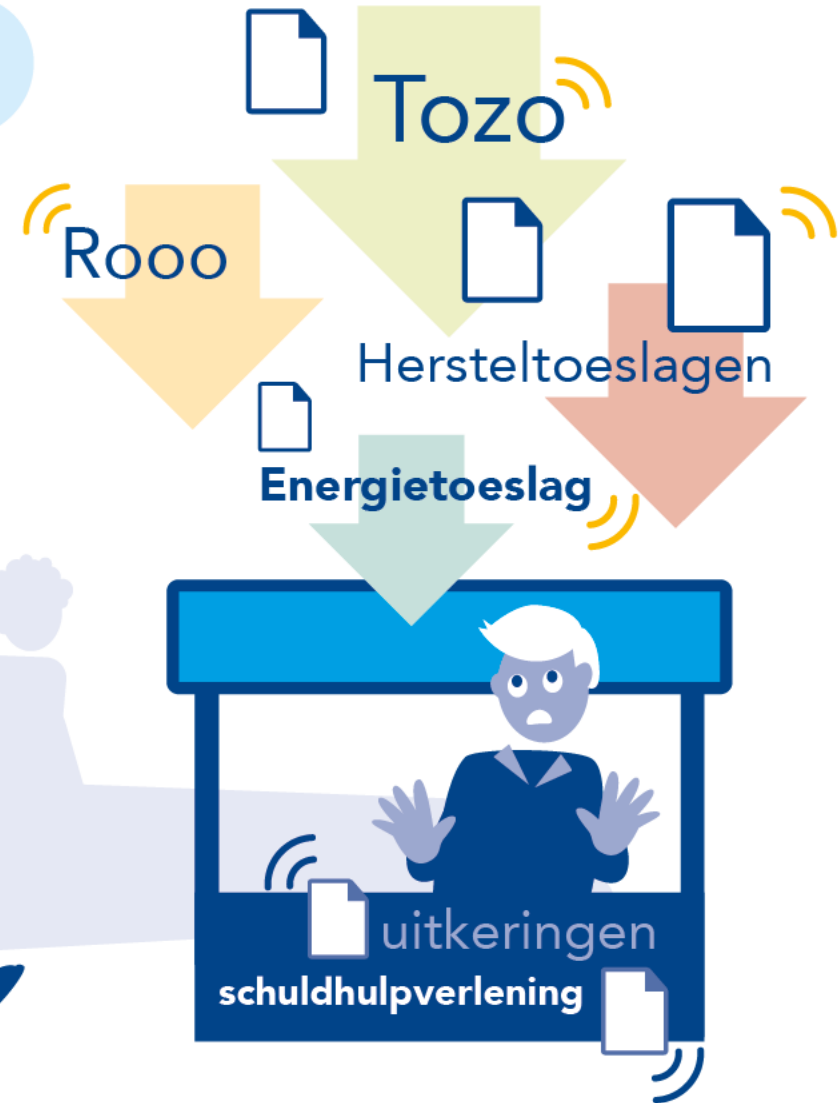 Tozo
Rooo
Hersteltoeslagen
Energietoeslag
uitkeringen
schuldhulpverlening